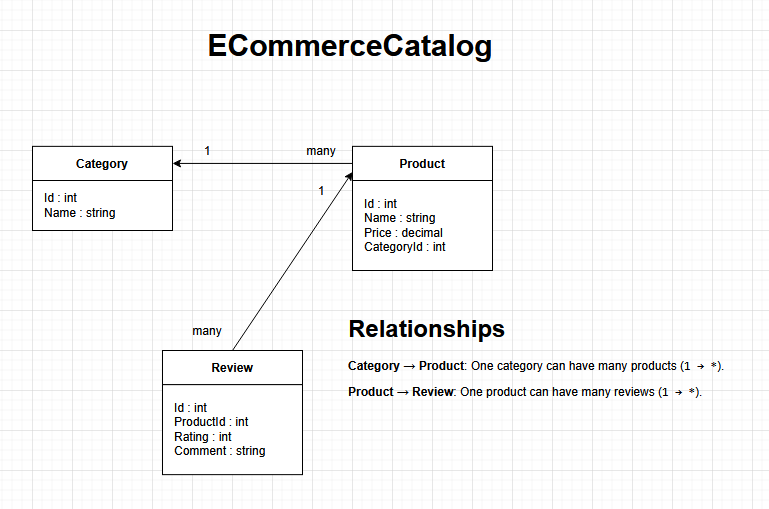 ECommerceCatalog
1
many
Category
Product
Id : int
Name : string
1
Id : int
Name : string
Price : decimal
CategoryId : int
many
Review
Id : int
ProductId : int
Rating : int
Comment : string
Relationships
Category → Product: One category can have many products (1 → *).
Product → Review: One product can have many reviews (1 → *).